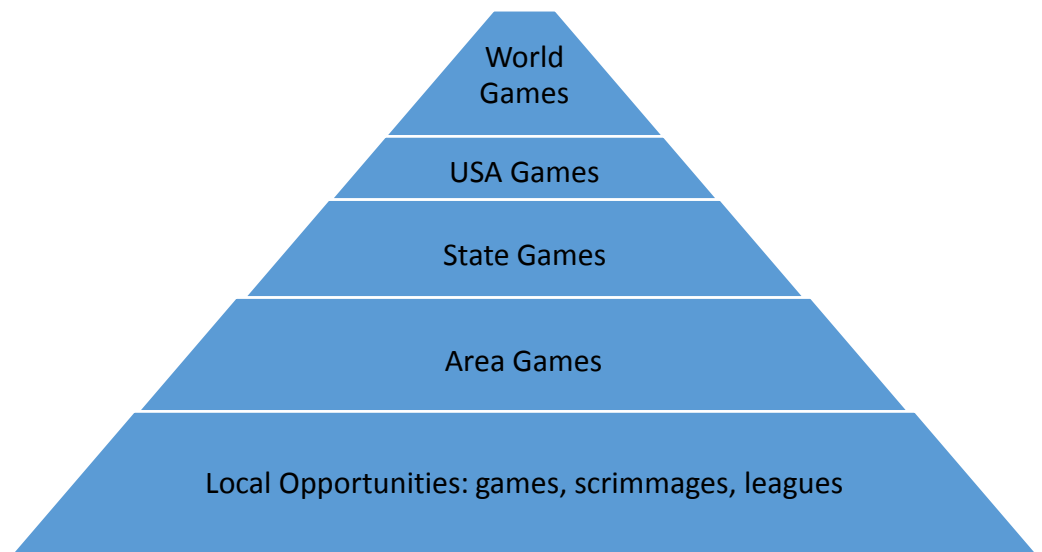 World
Games
USA Games
State Games
Area Games
Local Opportunities: games, scrimmages, leagues